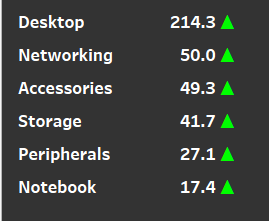 Desktop 214.3 ▲
Networking 50.0 ▲
Accessories 49.3 ▲
Storage 41.7 ▲
Peripherals 27.1 ▲
Notebook 17.4 ▲